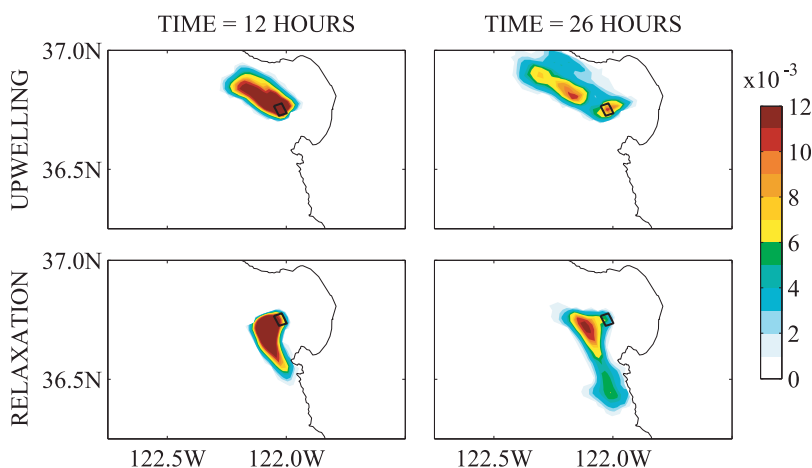 TIME = 12 HOURS
TIME = 26 HOURS
UPWELLING
37.0N
36.5N
x10⁻³
12
10
8
6
4
2
0
RELAXATION
37.0N
36.5N
122.5W
122.0W
122.5W
122.0W